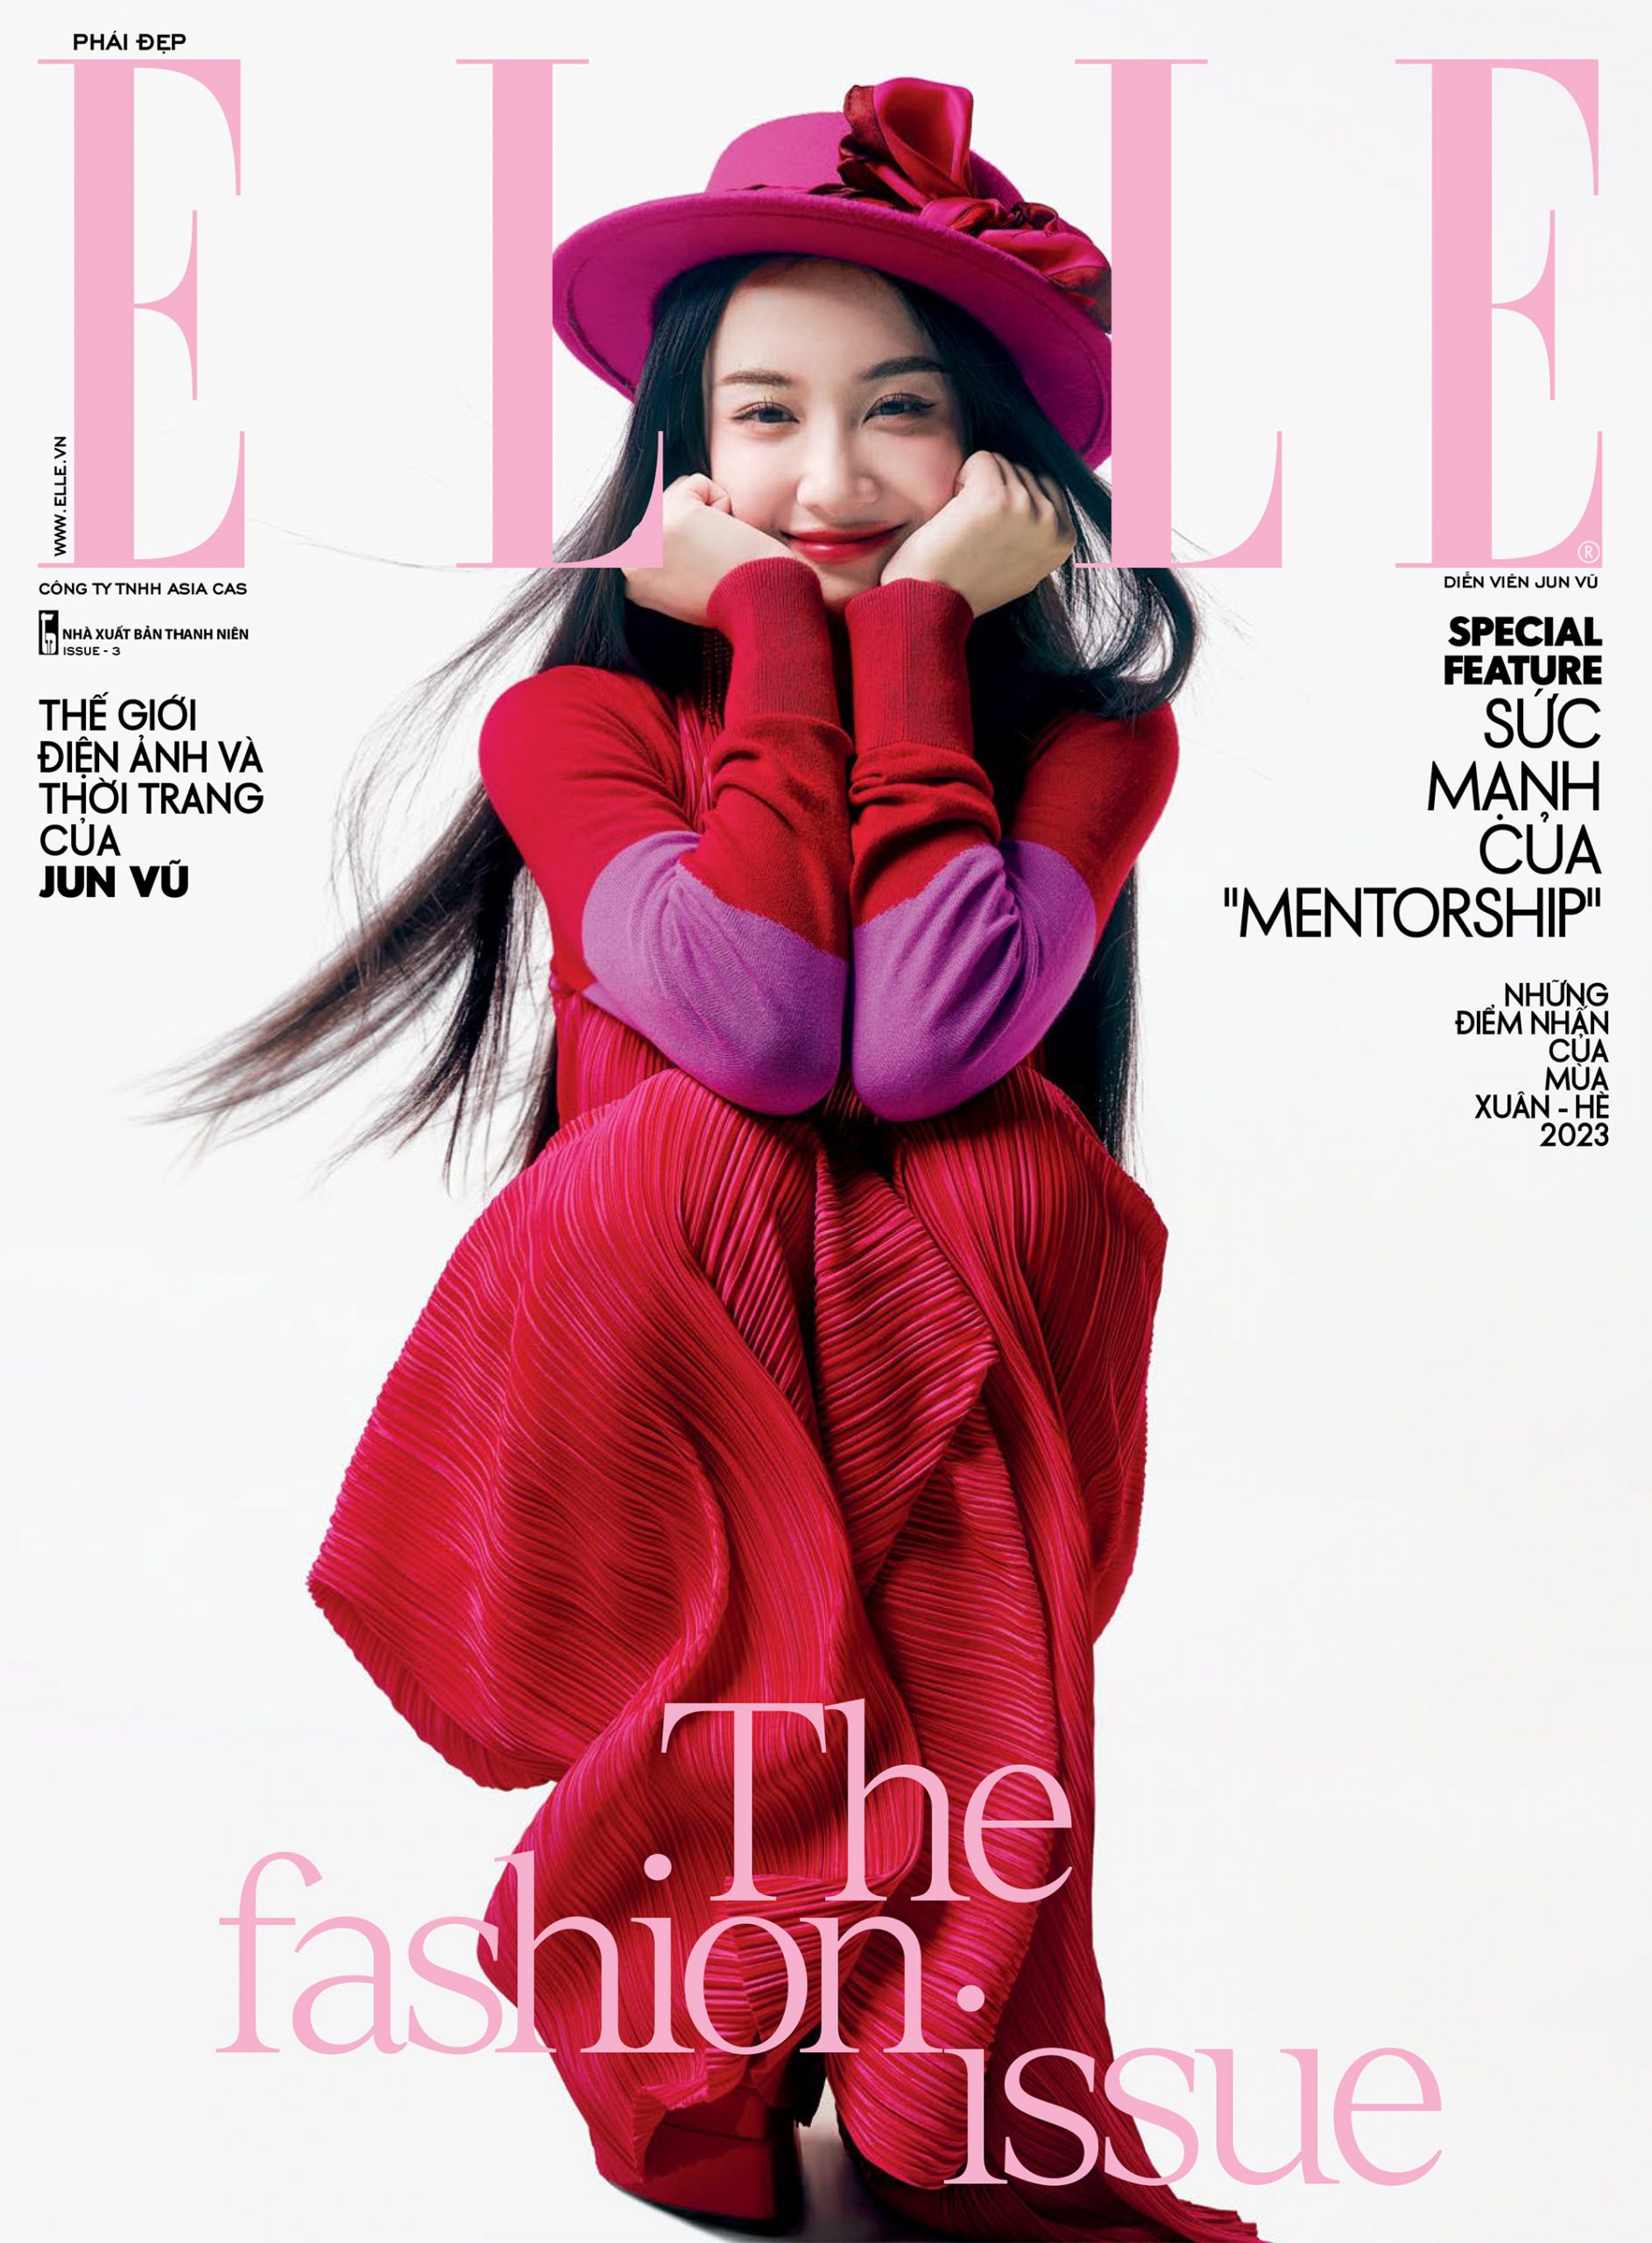 PHÁI ĐẸP
ELLE
WWW.ELLE.VN
®
CÔNG TY TNHH ASIA CAS
NHÀ XUẤT BẢN THANH NIÊN
ISSUE - 3
THẾ GIỚI
ĐIỆN ẢNH VÀ
THỜI TRANG
CỦA
JUN VŨ
DIỄN VIÊN JUN VŨ
SPECIAL
FEATURE
SỨC
MẠNH
CỦA
"MENTORSHIP"
NHỮNG
ĐIỂM NHẤN
CỦA
MÙA
XUÂN - HÈ
2023
The
fashion
issue